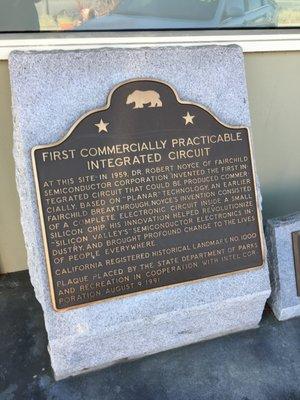 FIRST COMMERCIALLY PRACTICABLE
INTEGRATED CIRCUIT
AT THIS SITE IN 1959, DR. ROBERT NOYCE OF FAIRCHILD
SEMICONDUCTOR CORPORATION INVENTED THE FIRST IN-
TEGRATED CIRCUIT THAT COULD BE PRODUCED COMMER-
CIALLY. BASED ON "PLANAR" TECHNOLOGY, AN EARLIER
FAIRCHILD BREAKTHROUGH, NOYCE'S INVENTION CONSISTED
OF A COMPLETE ELECTRONIC CIRCUIT INSIDE A SMALL
SILICON CHIP. HIS INNOVATION HELPED REVOLUTIONIZE
"SILICON VALLEY'S" SEMICONDUCTOR ELECTRONICS IN-
DUSTRY, AND BROUGHT PROFOUND CHANGE TO THE LIVES
OF PEOPLE EVERYWHERE.
CALIFORNIA REGISTERED HISTORICAL LANDMARK NO. 1000
PLAQUE PLACED BY THE STATE DEPARTMENT OF PARKS
AND RECREATION IN COOPERATION WITH INTEL COR-
PORATION AUGUST 9, 1991.